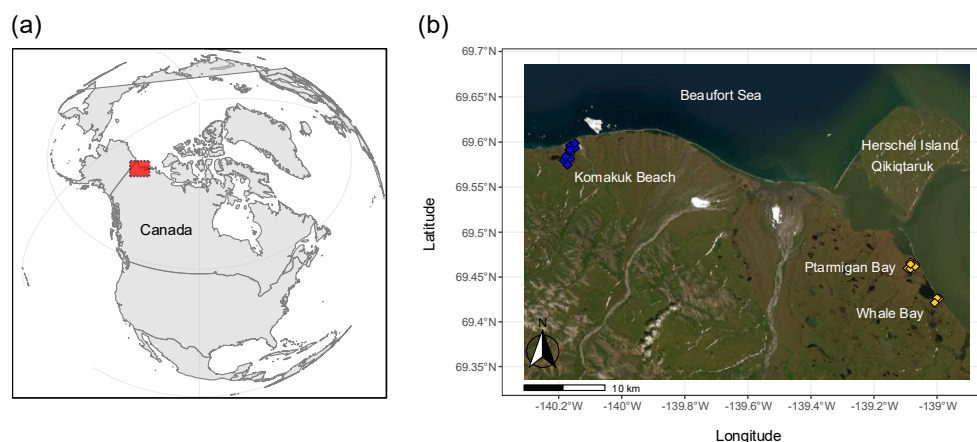 (a)
(b)
Canada
Latitude
69.7°N
69.65°N
69.6°N
69.55°N
69.5°N
69.45°N
69.4°N
69.35°N
Beaufort Sea
Herschel Island
Qikiqtaruk
Komakuk Beach
Ptarmigan Bay
Whale Bay
N
10 km
-140.2°W -140°W -139.8°W -139.6°W -139.4°W -139.2°W -139°W
Longitude